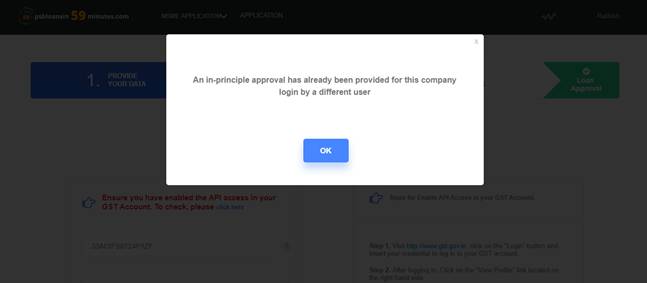 psbloansin 59 minutes.com
MSME APPLICATION
APPLICATION
x
1. PROVIDE
YOUR DATA
Loan
Approval
An in-principle approval has already been provided for this company
login by a different user
OK
Ensure you have enabled the API access in your
GST Account. To check, please click here
Steps for Enable API Access in your GST Account.
Step 1. Visit http://www.gst.gov.in, click on the "Login" button and
insert your credential to log in to your GST account.
Step 2. After logging in, Click on the "View Profile" link located on
the right hand side